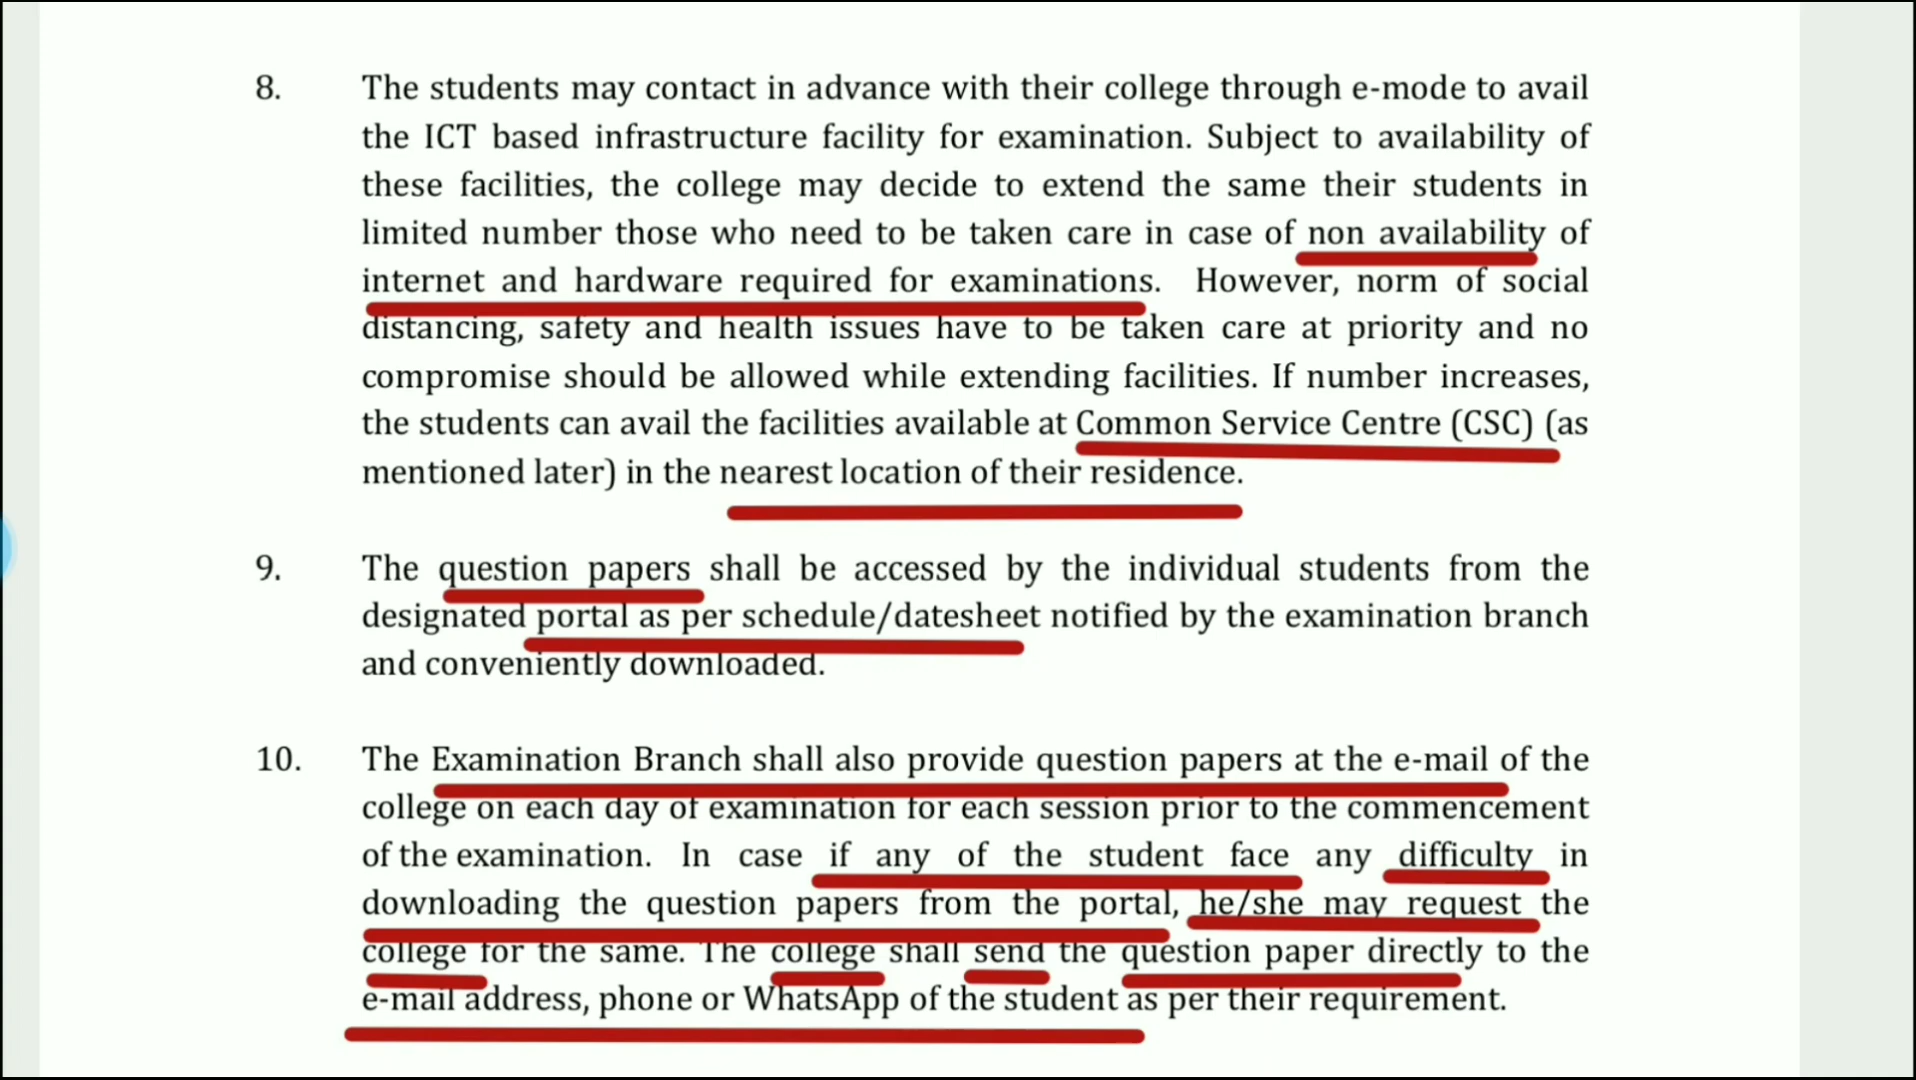 8. The students may contact in advance with their college through e-mode to avail
the ICT based infrastructure facility for examination. Subject to availability of
these facilities, the college may decide to extend the same their students in
limited number those who need to be taken care in case of non availability of
internet and hardware required for examinations. However, norm of social
distancing, safety and health issues have to be taken care at priority and no
compromise should be allowed while extending facilities. If number increases,
the students can avail the facilities available at Common Service Centre (CSC) (as
mentioned later) in the nearest location of their residence.
9. The question papers shall be accessed by the individual students from the
designated portal as per schedule/datesheet notified by the examination branch
and conveniently downloaded.
10. The Examination Branch shall also provide question papers at the e-mail of the
college on each day of examination for each session prior to the commencement
of the examination. In case if any of the student face any difficulty in
downloading the question papers from the portal, he/she may request the
college for the same. The college shall send the question paper directly to the
e-mail address, phone or WhatsApp of the student as per their requirement.